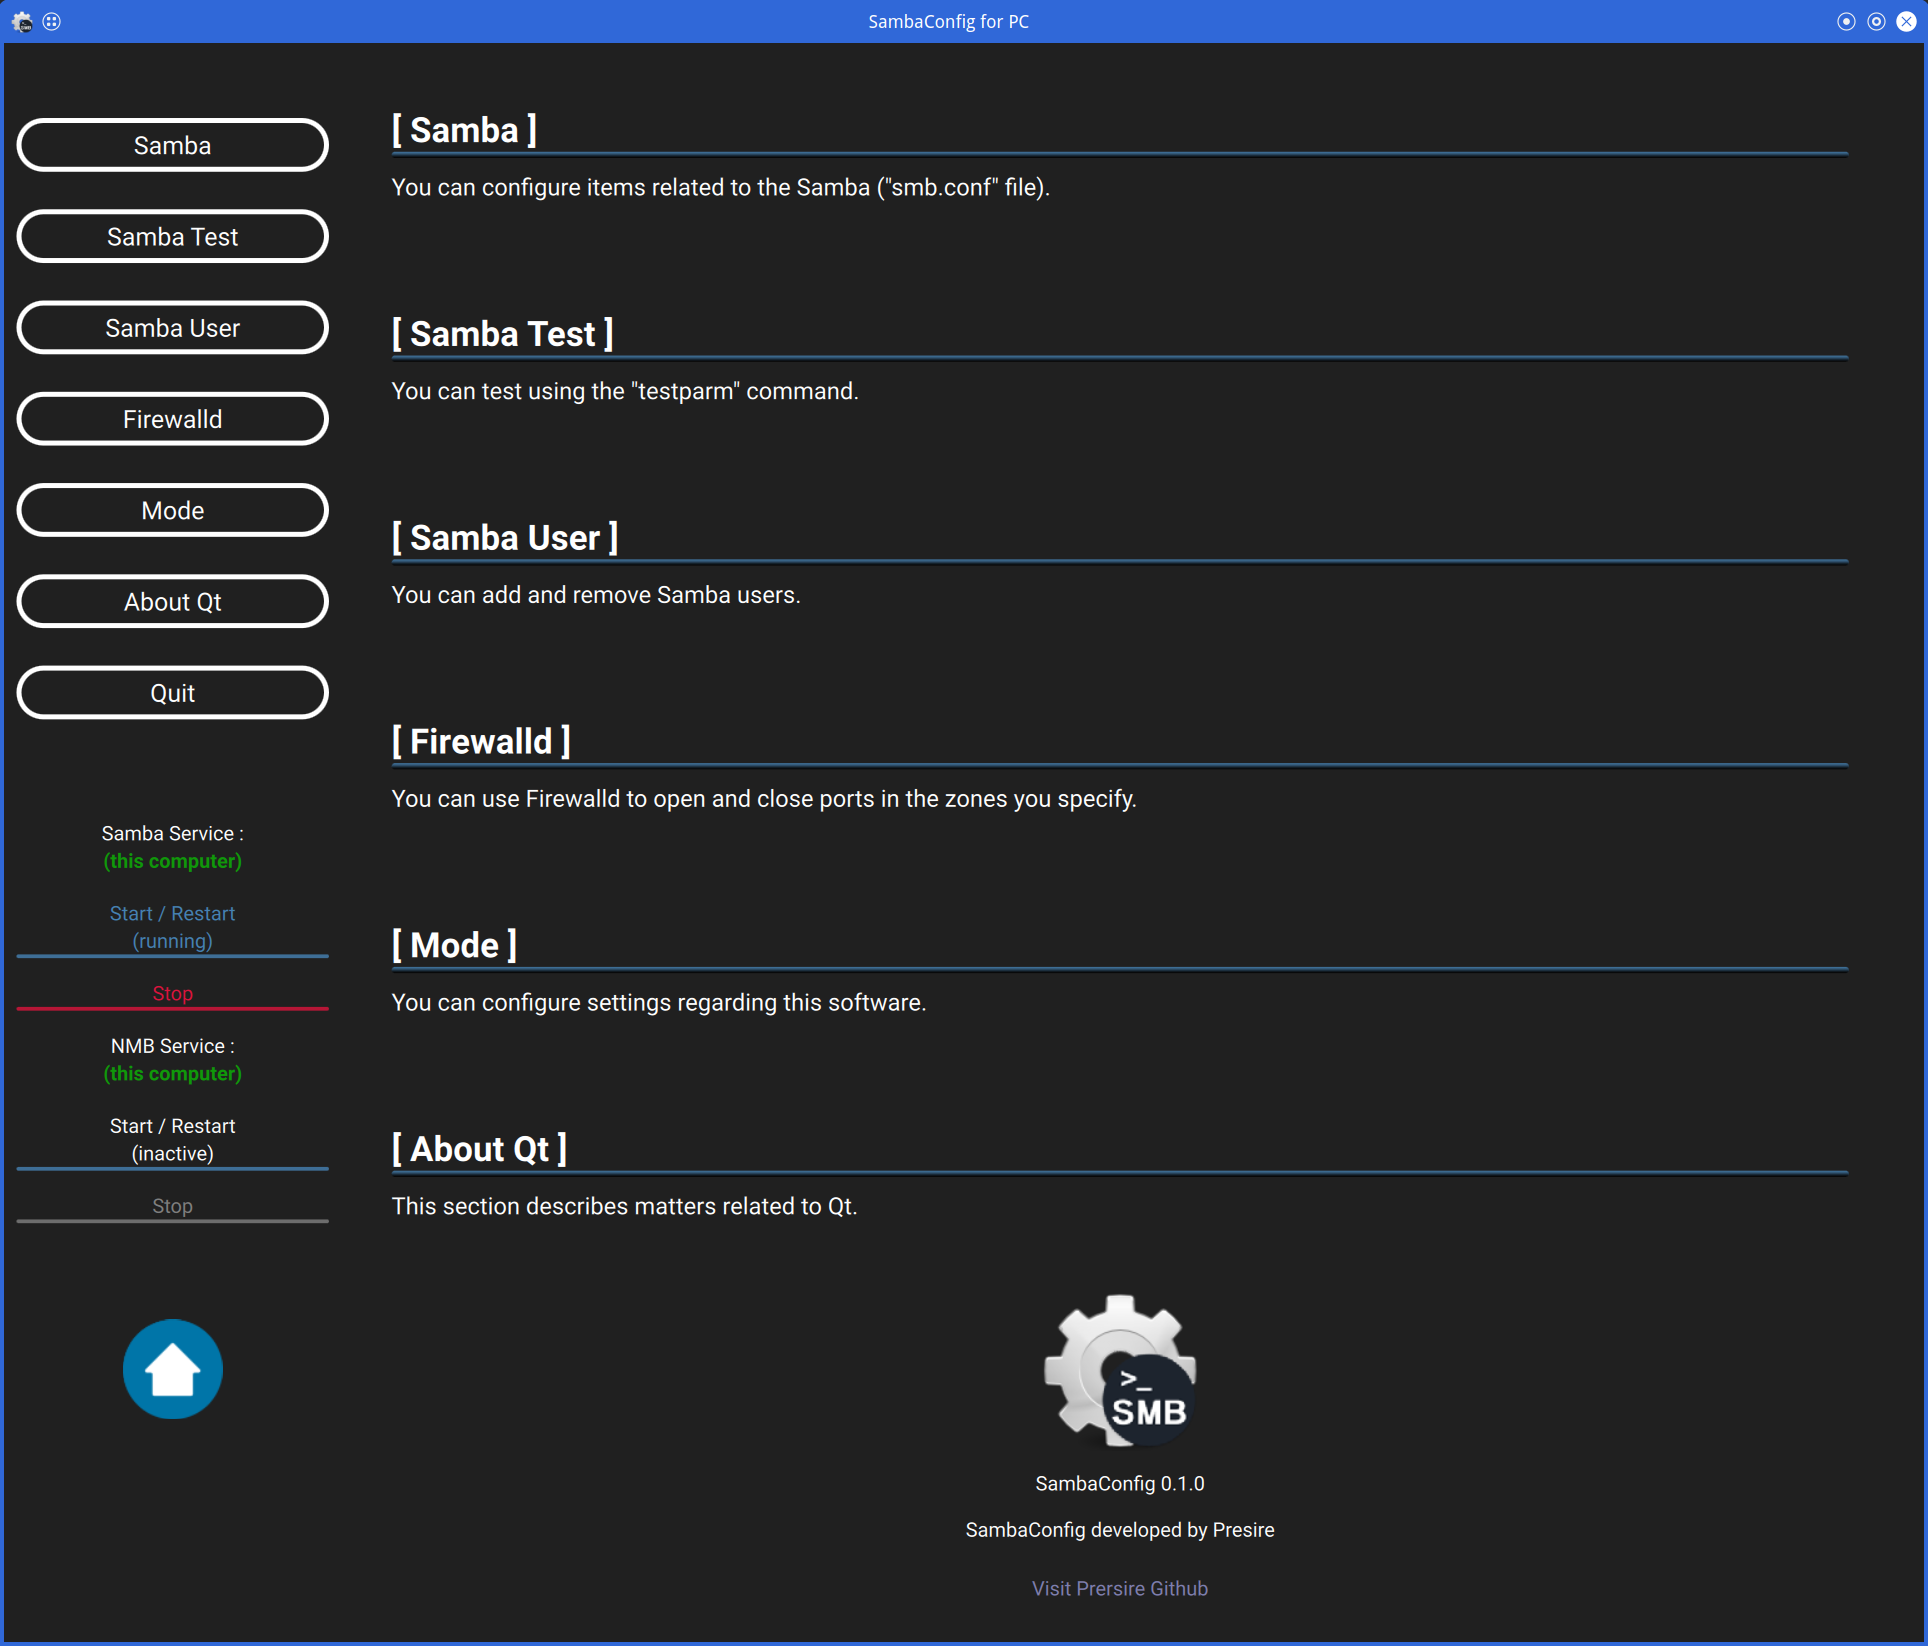 SambaConfig for PC
Samba
Samba Test
Samba User
Firewalld
Mode
About Qt
Quit
Samba Service :
(this computer)
Start / Restart
(running)
Stop
NMB Service :
(this computer)
Start / Restart
(inactive)
Stop
[ Samba ]
You can configure items related to the Samba ("smb.conf" file).
[ Samba Test ]
You can test using the "testparm" command.
[ Samba User ]
You can add and remove Samba users.
[ Firewalld ]
You can use Firewalld to open and close ports in the zones you specify.
[ Mode ]
You can configure settings regarding this software.
[ About Qt ]
This section describes matters related to Qt.
>_
SMB
SambaConfig 0.1.0
SambaConfig developed by Presire
Visit Prersire Github